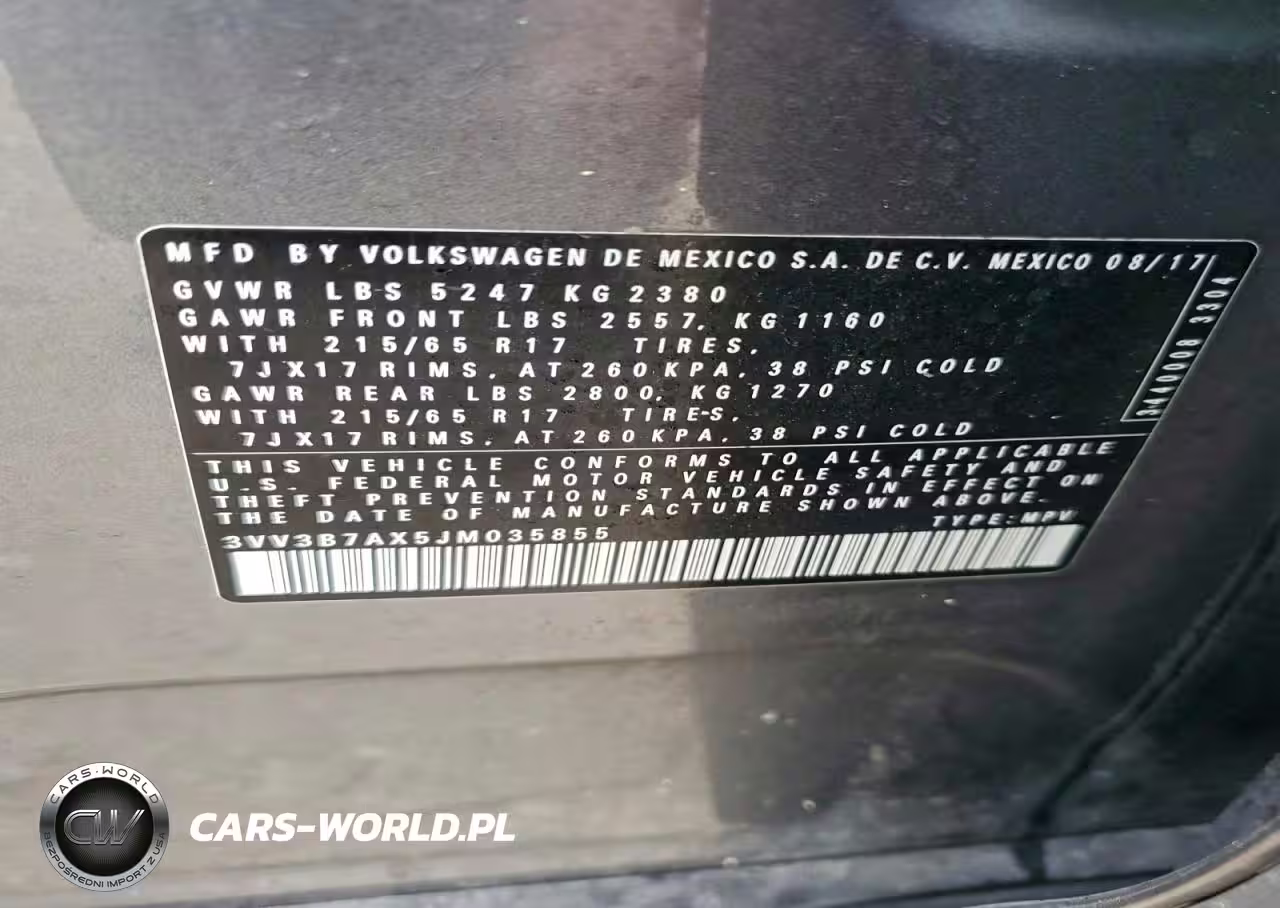 MFD BY VOLKSWAGEN DE MEXICO S.A. DE C.V. MEXICO 08/17
GVWR LBS 5247 KG 2380
GAWR FRONT LBS 2557, KG 1160
WITH 215/65 R17 TIRES,
7JX17 RIMS, AT 260 KPA, 38 PSI COLD
GAWR REAR LBS 2800, KG 1270
WITH 215/65 R17 TIRES,
7JX17 RIMS, AT 260 KPA, 38 PSI COLD
THIS VEHICLE CONFORMS TO ALL APPLICABLE
U.S. FEDERAL MOTOR VEHICLE SAFETY AND
THEFT PREVENTION STANDARDS IN EFFECT ON
THE DATE OF MANUFACTURE SHOWN ABOVE.
TYPE: MPV
3VV3B7AX5JM035855
3304
CARS-WORLD
CW
BEZPOŚREDNI IMPORT Z USA
CARS-WORLD.PL